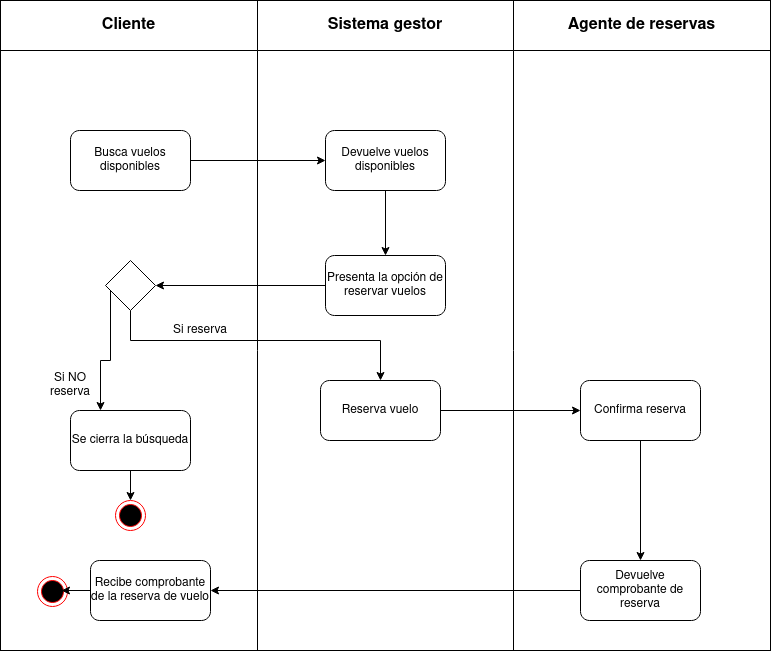 Cliente
Sistema gestor
Agente de reservas
Busca vuelos
disponibles
Devuelve vuelos
disponibles
Presenta la opción de
reservar vuelos
Si reserva
Si NO
reserva
Reserva vuelo
Confirma reserva
Se cierra la búsqueda
Recibe comprobante
de la reserva de vuelo
Devuelve
comprobante de
reserva